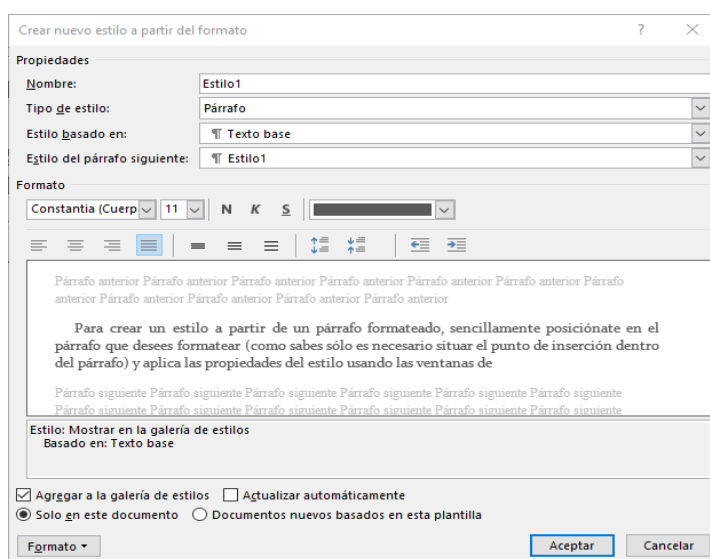 Crear nuevo estilo a partir del formato ? ×
Propiedades
Nombre: Estilo1
Tipo de estilo: Párrafo
Estilo basado en: ¶ Texto base
Estilo del párrafo siguiente: ¶ Estilo1
Formato
Constantia (Cuerp 11 N K S
Párrafo anterior Párrafo anterior Párrafo anterior Párrafo anterior Párrafo anterior Párrafo anterior Párrafo
anterior Párrafo anterior Párrafo anterior Párrafo anterior Párrafo anterior
Para crear un estilo a partir de un párrafo formateado, sencillamente posiciónate en el
párrafo que desees formatear (como sabes sólo es necesario situar el punto de inserción dentro
del párrafo) y aplica las propiedades del estilo usando las ventanas de
Párrafo siguiente Párrafo siguiente Párrafo siguiente Párrafo siguiente Párrafo siguiente Párrafo siguiente
Párrafo siguiente Párrafo siguiente Párrafo siguiente Párrafo siguiente Párrafo siguiente Párrafo siguiente
Estilo: Mostrar en la galería de estilos
Basado en: Texto base
Agregar a la galería de estilos Actualizar automáticamente
Solo en este documento Documentos nuevos basados en esta plantilla
Formato Aceptar Cancelar